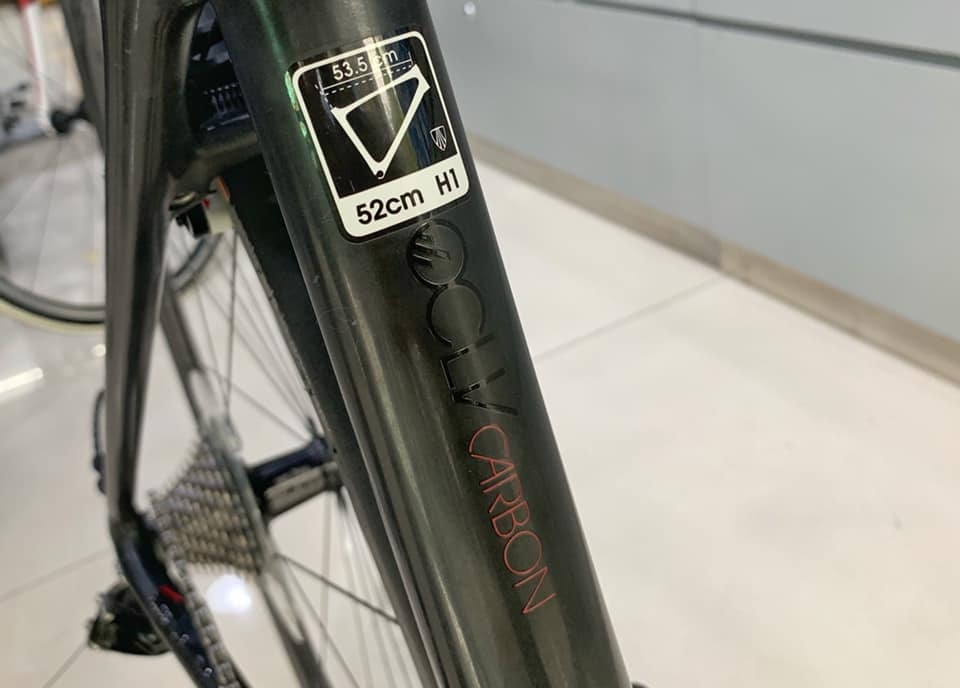 53.5 cm
52cm H1
OCLV
CARBON